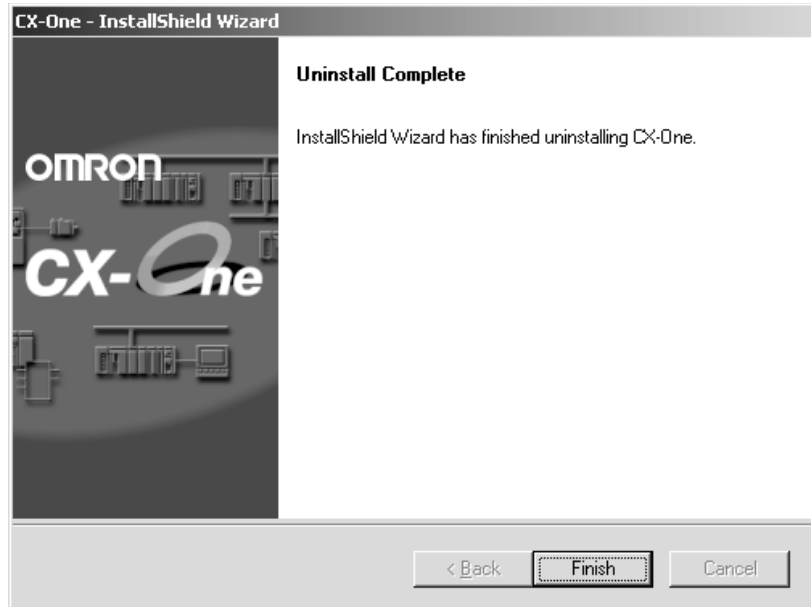 CX-One - InstallShield Wizard
Uninstall Complete
InstallShield Wizard has finished uninstalling CX-One.
OMRON
CX-One
< Back
Finish
Cancel